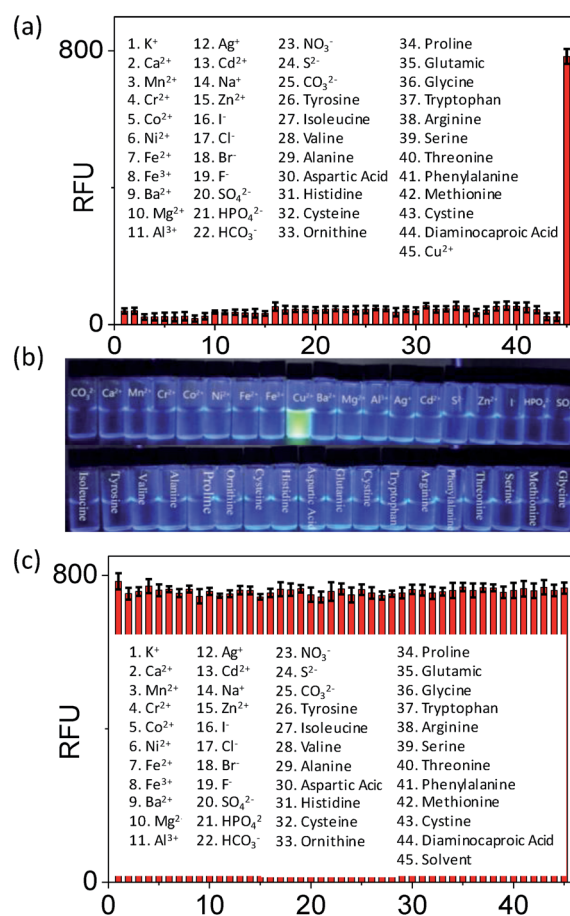 (a)
800
RFU
0
1. K⁺ 12. Ag⁺ 23. NO₃⁻ 34. Proline
2. Ca²⁺ 13. Cd²⁺ 24. S²⁻ 35. Glutamic
3. Mn²⁺ 14. Na⁺ 25. CO₃²⁻ 36. Glycine
4. Cr²⁺ 15. Zn²⁺ 26. Tyrosine 37. Tryptophan
5. Co²⁺ 16. I⁻ 27. Isoleucine 38. Arginine
6. Ni²⁺ 17. Cl⁻ 28. Valine 39. Serine
7. Fe²⁺ 18. Br⁻ 29. Alanine 40. Threonine
8. Fe³⁺ 19. F⁻ 30. Aspartic Acid 41. Phenylalanine
9. Ba²⁺ 20. SO₄²⁻ 31. Histidine 42. Methionine
10. Mg²⁺ 21. HPO₄²⁻ 32. Cysteine 43. Cystine
11. Al³⁺ 22. HCO₃⁻ 33. Ornithine 44. Diaminocaproic Acid
45. Cu²⁺
0 10 20 30 40
(b)
CO₃²⁻ Ca²⁺ Mn²⁺ Cr²⁺ Co²⁺ Ni²⁺ Fe²⁺ Fe³⁺ Cu²⁺ Ba²⁺ Mg²⁺ Al³⁺ Ag⁺ Cd²⁺ S²⁻ Zn²⁺ I⁻ HPO₄²⁻ SO
Isoleucine Tyrosine Valine Alanine Proline Ornithine Cysteine Histidine Aspartic Acid Glutamic Cystine Tryptophan Arginine Phenylalanine Threonine Serine Methionine Glycine
(c)
800
RFU
0
1. K⁺ 12. Ag⁺ 23. NO₃⁻ 34. Proline
2. Ca²⁺ 13. Cd²⁺ 24. S²⁻ 35. Glutamic
3. Mn²⁺ 14. Na⁺ 25. CO₃²⁻ 36. Glycine
4. Cr²⁺ 15. Zn²⁺ 26. Tyrosine 37. Tryptophan
5. Co²⁺ 16. I⁻ 27. Isoleucine 38. Arginine
6. Ni²⁺ 17. Cl⁻ 28. Valine 39. Serine
7. Fe²⁺ 18. Br⁻ 29. Alanine 40. Threonine
8. Fe³⁺ 19. F⁻ 30. Aspartic Acid 41. Phenylalanine
9. Ba²⁺ 20. SO₄²⁻ 31. Histidine 42. Methionine
10. Mg² 21. HPO₄² 32. Cysteine 43. Cystine
11. Al³⁺ 22. HCO₃⁻ 33. Ornithine 44. Diaminocaproic Acid
45. Solvent
0 10 20 30 40